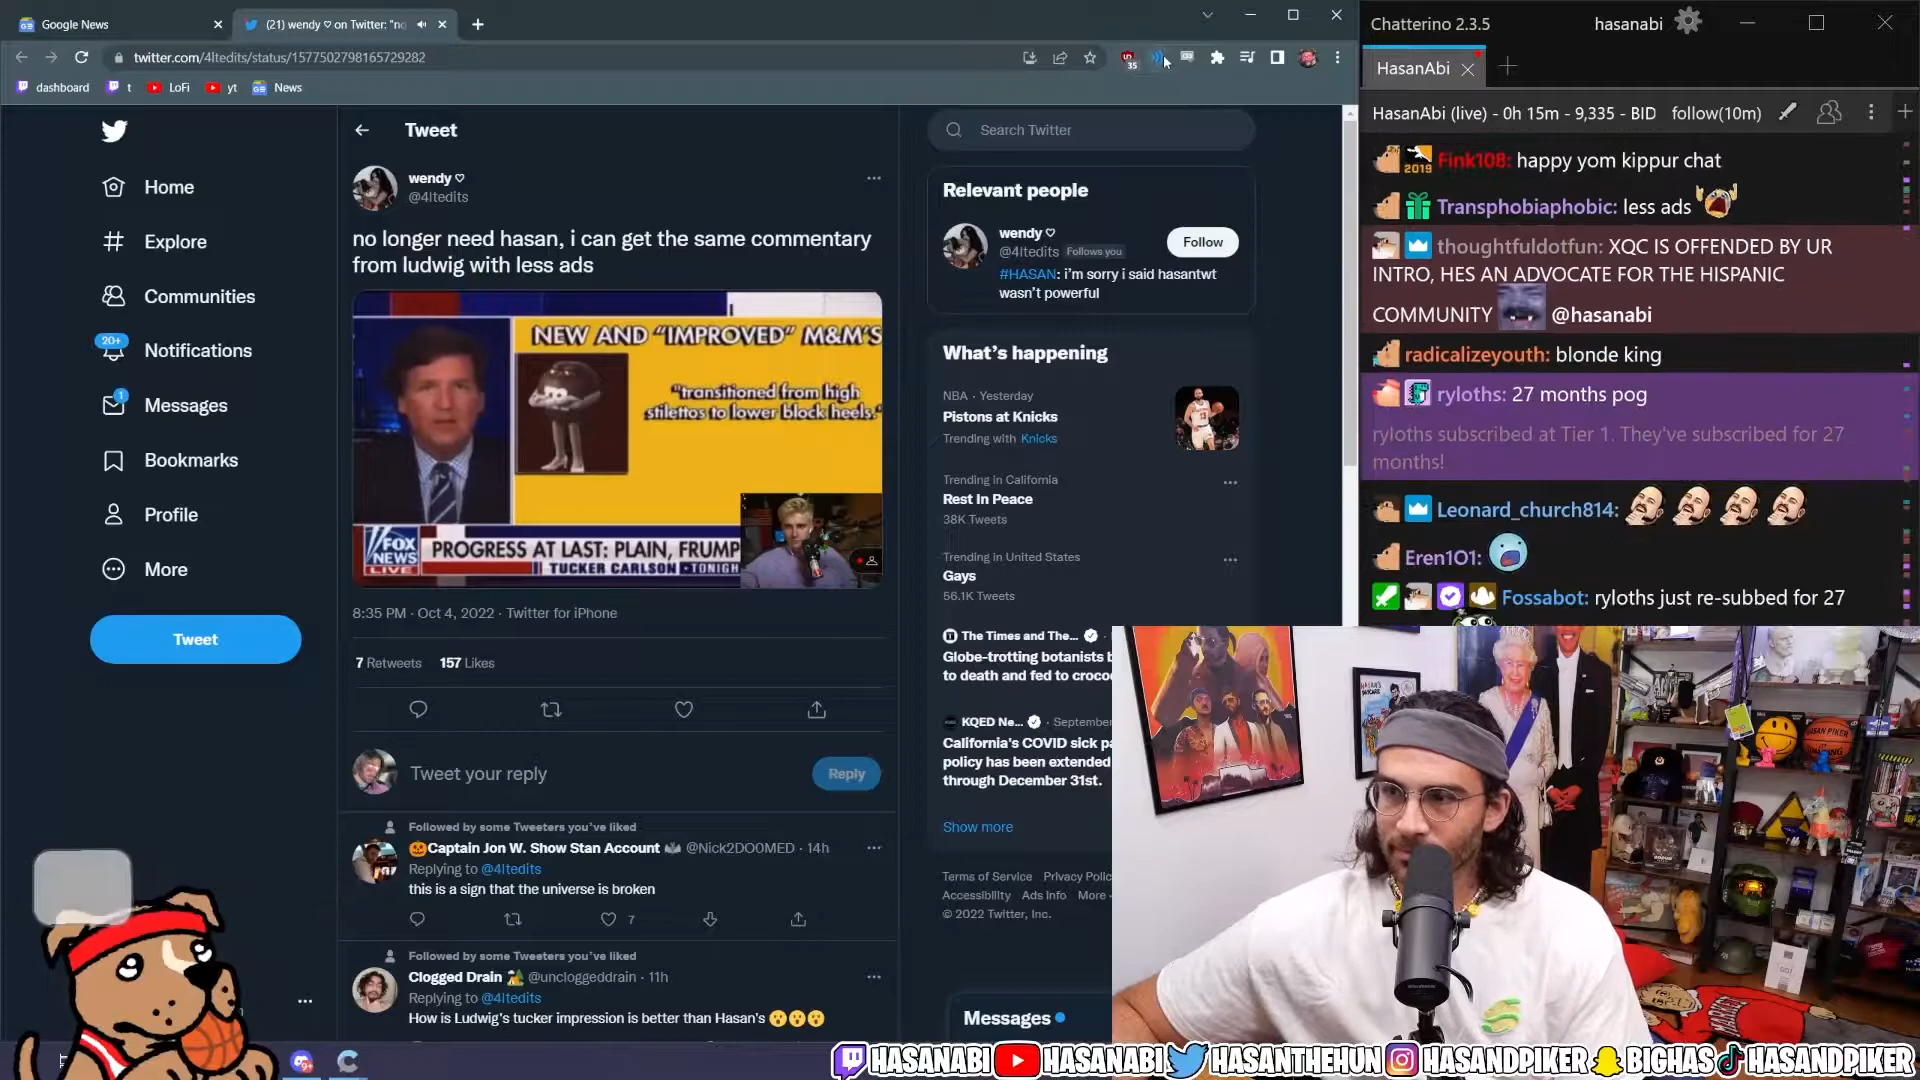 Google News
(21) wendy ♡ on Twitter: "no
twitter.com/4ltedits/status/1577502798165729282
35
dashboard
t
LoFi
yt
News
Home
Explore
Communities
20+
Notifications
1
Messages
Bookmarks
Profile
More
Tweet
Tweet
wendy ♡
@4ltedits
no longer need hasan, i can get the same commentary
from ludwig with less ads
NEW AND "IMPROVED" M&M'S
"transitioned from high
stilettos to lower block heels."
FOX
NEWS
LIVE
PROGRESS AT LAST: PLAIN, FRUMP
TUCKER CARLSON • TONIGH
8:35 PM · Oct 4, 2022 · Twitter for iPhone
7 Retweets 157 Likes
Tweet your reply
Reply
Followed by some Tweeters you've liked
🎃Captain Jon W. Show Stan Account 🦇 @Nick2DO0MED · 14h
Replying to @4ltedits
this is a sign that the universe is broken
7
Followed by some Tweeters you've liked
Clogged Drain 🏕 @uncloggeddrain · 11h
Replying to @4ltedits
How is Ludwig's tucker impression is better than Hasan's 😮😮😮
Search Twitter
Relevant people
wendy ♡
@4ltedits Follows you
Follow
#HASAN: i'm sorry i said hasantwt
wasn't powerful
What's happening
NBA · Yesterday
Pistons at Knicks
Trending with Knicks
Trending in California
Rest In Peace
38K Tweets
Trending in United States
Gays
56.1K Tweets
The Times and The...
Globe-trotting botanists
to death and fed to croco
KQED Ne... · September
California's COVID sick pa
policy has been extended
through December 31st.
Show more
Terms of Service Privacy Polic
Accessibility Ads Info More
© 2022 Twitter, Inc.
Messages
Chatterino 2.3.5
hasanabi
HasanAbi
HasanAbi (live) - 0h 15m - 9,335 - BID follow(10m)
2019 Fink108: happy yom kippur chat
Transphobiaphobic: less ads
thoughtfuldotfun: XQC IS OFFENDED BY UR
INTRO, HES AN ADVOCATE FOR THE HISPANIC
COMMUNITY @hasanabi
radicalizeyouth: blonde king
ryloths: 27 months pog
ryloths subscribed at Tier 1. They've subscribed for 27
months!
Leonard_church814:
Eren1O1:
Fossabot: ryloths just re-subbed for 27
HASANABI HASANABI HASANTHEHUN HASANDPIKER BIGHAS HASANDPIKER